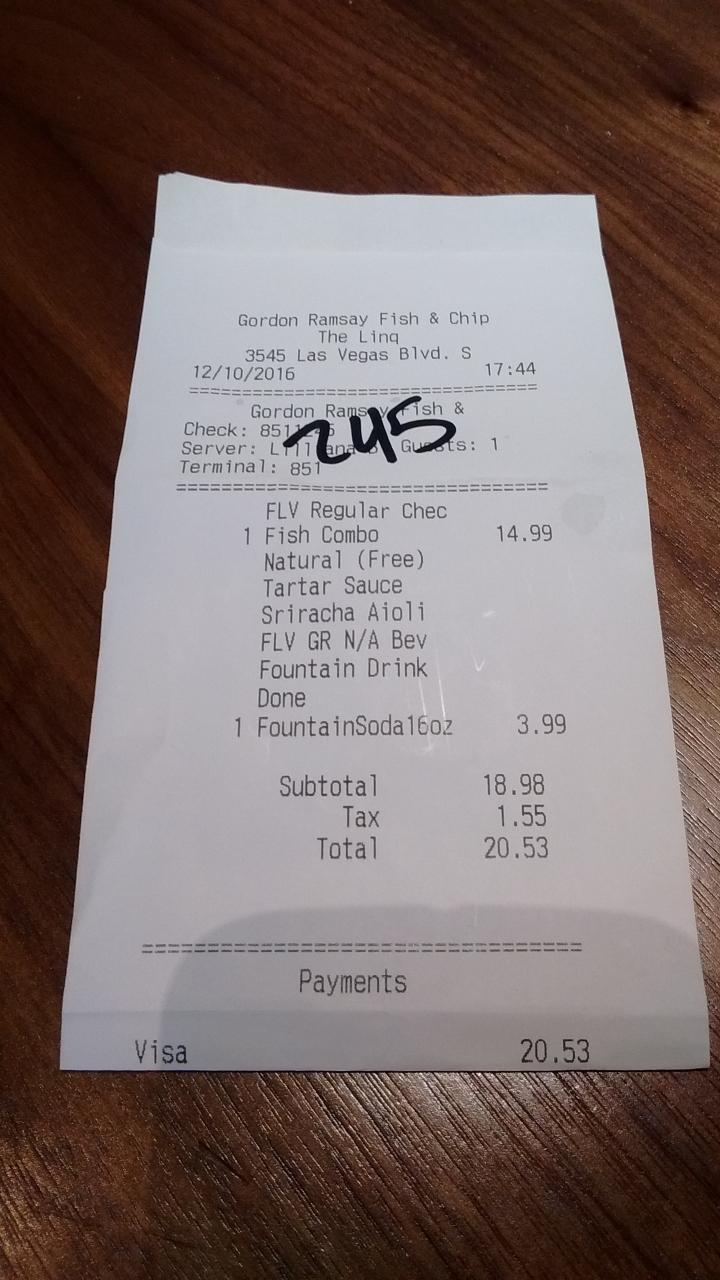 Gordon Ramsay Fish & Chip
The Linq
3545 Las Vegas Blvd. S
12/10/2016 17:44
==================================
Gordon Ramsay Fish &
Check:
245
Server: Guests: 1
Terminal: 851
==================================
FLV Regular Chec
1 Fish Combo 14.99
Natural (Free)
Tartar Sauce
Sriracha Aioli
FLV GR N/A Bev
Fountain Drink
Done
1 FountainSoda16oz 3.99
Subtotal 18.98
Tax 1.55
Total 20.53
==================================
Payments
Visa 20.53